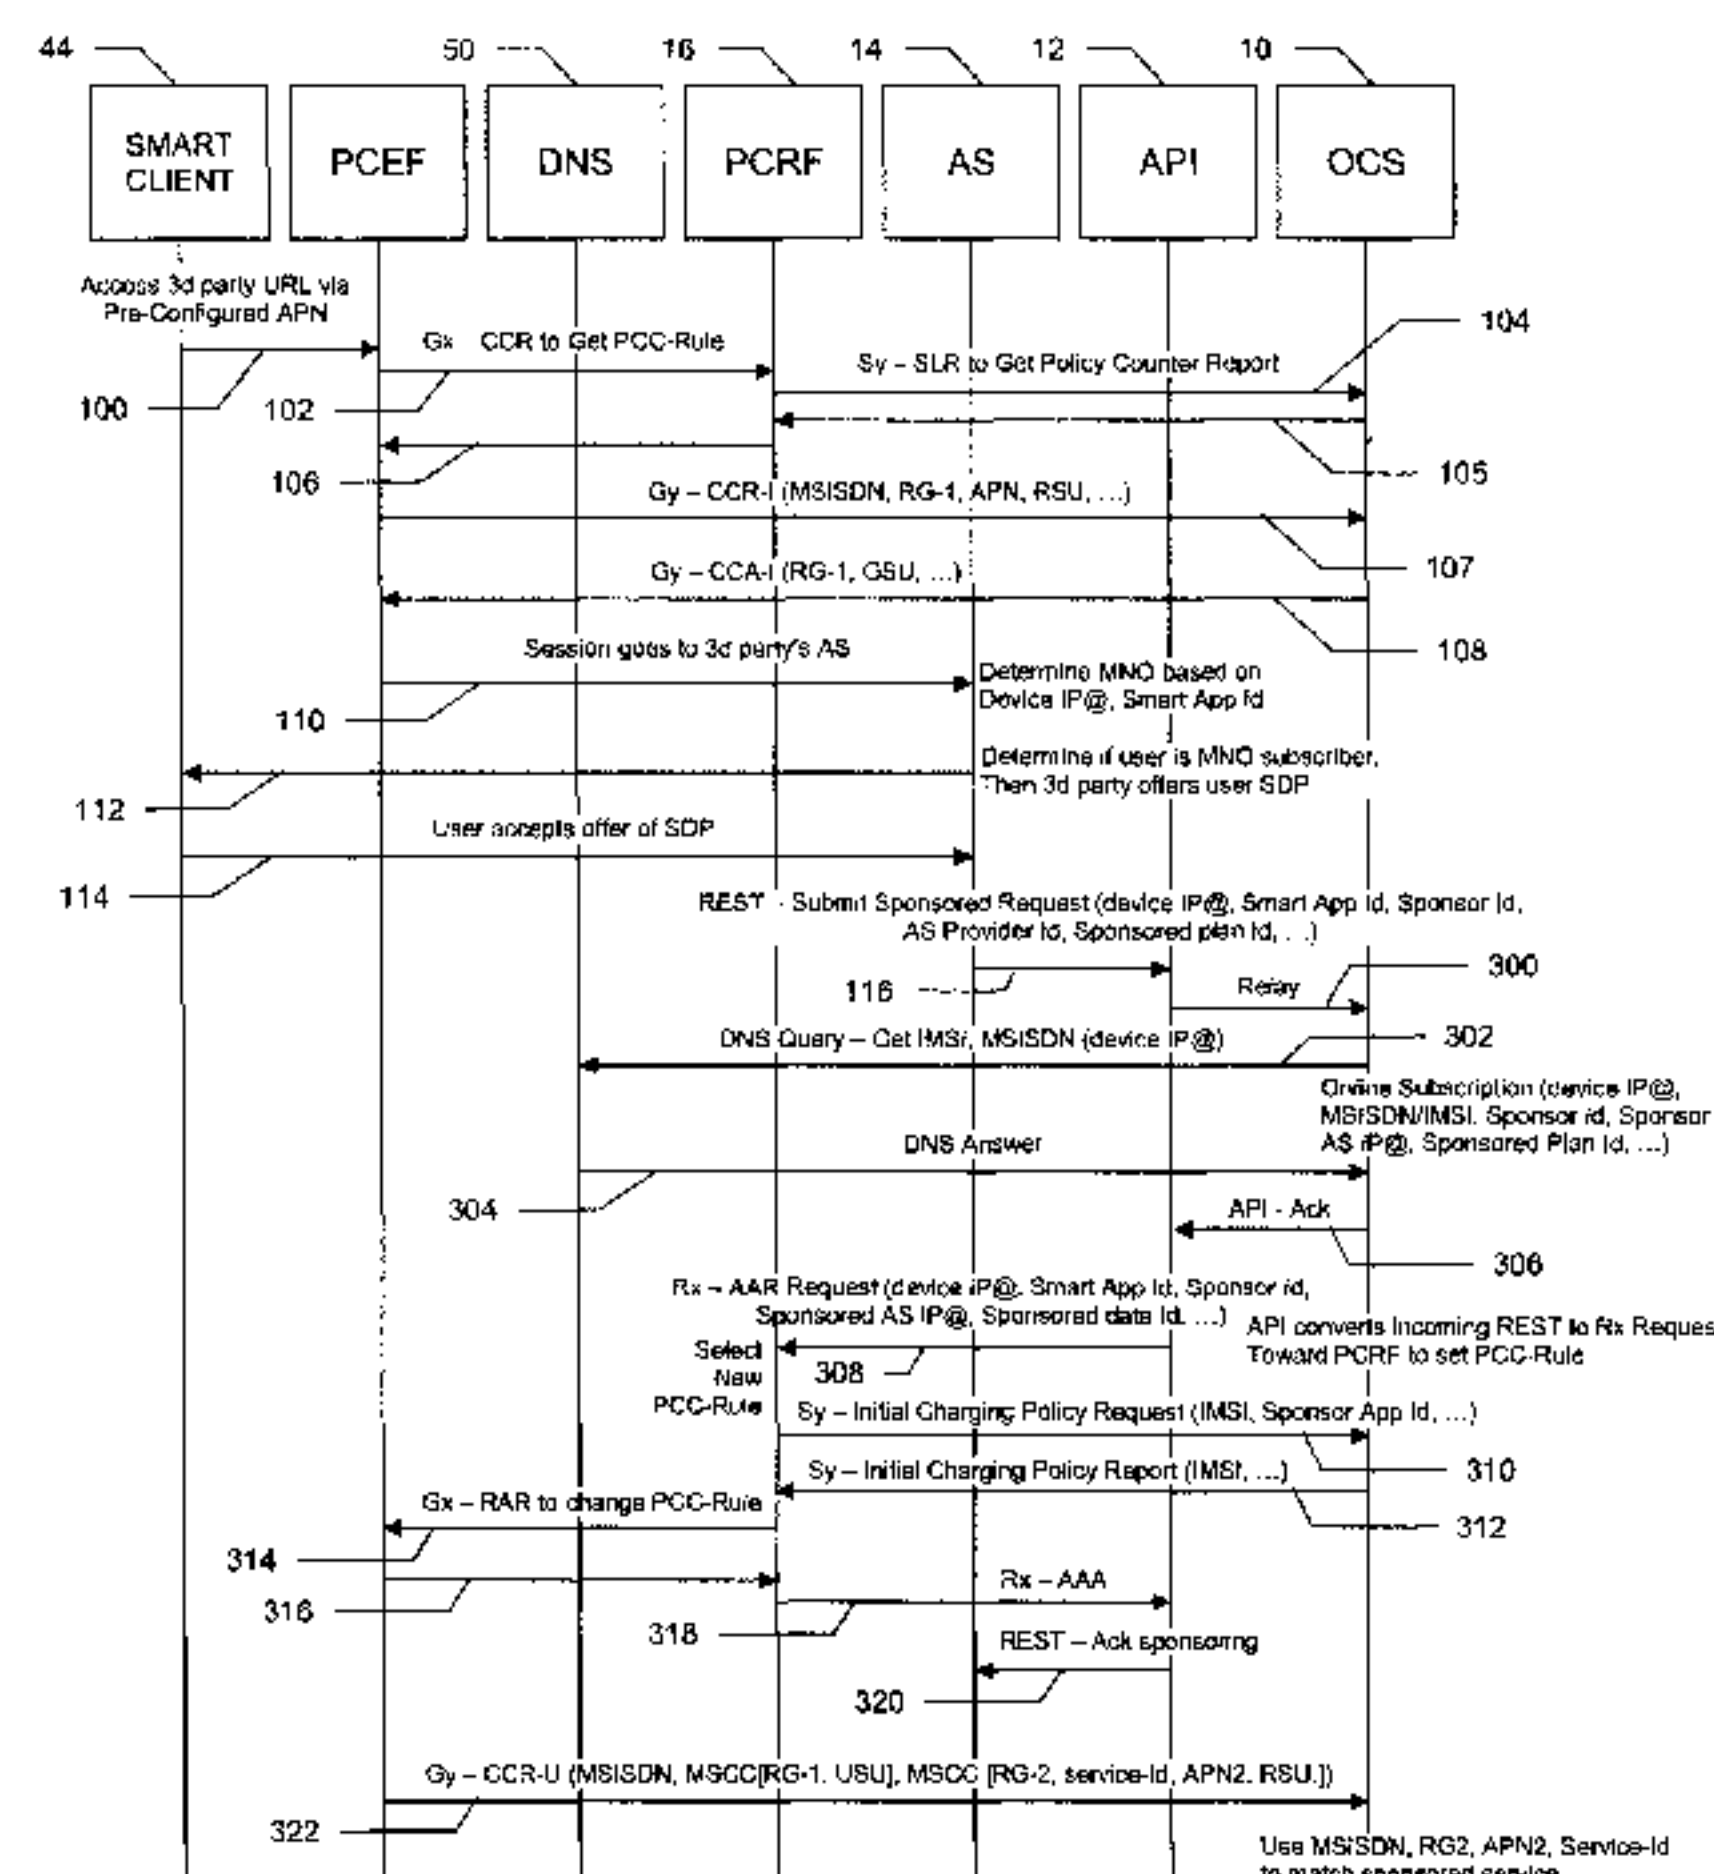 44
50
16
14
12
10
SMART
CLIENT
PCEF
DNS
PCRF
AS
API
OCS
Access 3d party URL via
Pre-Configured APN
100
Gx – CCR to Get PCC-Rule
102
Sy – SLR to Get Policy Counter Report
104
105
106
Gy – CCR-I (MSISDN, RG-1, APN, RSU, ...)
107
Gy – CCA-I (RG-1, GSU, ...)
108
Session goes to 3d party's AS
110
Determine MNO based on
Device IP@, Smart App Id
Determine if user is MNO subscriber,
Then 3d party offers user SDP
112
User accepts offer of SDP
114
REST - Submit Sponsored Request (device IP@, Smart App Id, Sponsor Id,
AS Provider Id, Sponsored plan Id, ...)
116
Relay
300
DNS Query – Get IMSI, MSISDN (device IP@)
302
Online Subscription (device IP@,
MSISDN/IMSI, Sponsor id, Sponsor
AS IP@, Sponsored Plan Id, ...)
DNS Answer
304
API - Ack
306
Rx – AAR Request (device IP@, Smart App Id, Sponsor id,
Sponsored AS IP@, Sponsored data Id, ...)
API converts Incoming REST to Rx Reques
Toward PCRF to set PCC-Rule
Select
New
PCC-Rule
308
Sy – Initial Charging Policy Request (IMSI, Sponsor App Id, ...)
310
Sy – Initial Charging Policy Report (IMSI, ...)
312
Gx – RAR to change PCC-Rule
314
316
Rx – AAA
318
REST – Ack sponsoring
320
Gy – CCR-U (MSISDN, MSCC[RG-1, USU], MSCC [RG-2, service-Id, APN2, RSU,])
322
Use MSISDN, RG2, APN2, Service-Id
to match sponsored service